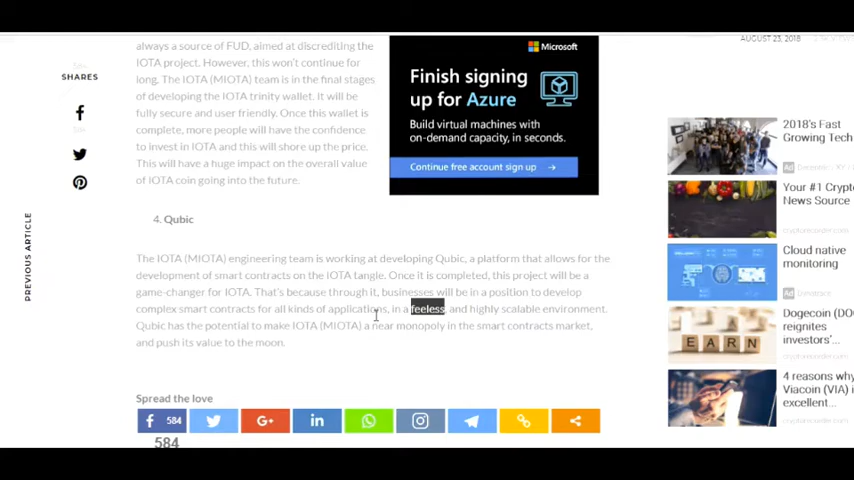 always a source of FUD, aimed at discrediting the
IOTA project. However, this won't continue for
long. The IOTA (MIOTA) team is in the final stages
of developing the IOTA trinity wallet. It will be
fully secure and user friendly. Once this wallet is
complete, more people will have the confidence
to invest in IOTA and this will shore up the price.
This will have a huge impact on the overall value
of IOTA coin going into the future.
4. Qubic
The IOTA (MIOTA) engineering team is working at developing Qubic, a platform that allows for the
development of smart contracts on the IOTA tangle. Once it is completed, this project will be a
game-changer for IOTA. That's because through it, businesses will be in a position to develop
complex smart contracts for all kinds of applications, in a feeless, and highly scalable environment.
Qubic has the potential to make IOTA (MIOTA) a near monopoly in the smart contracts market,
and push its value to the moon.
Spread the love
584
584
SHARES
PREVIOUS ARTICLE
Microsoft
Finish signing
up for Azure
Build virtual machines with
on-demand capacity, in seconds.
Continue free account sign up →
AUGUST 23, 2018
2018's Fast
Growing Tech
Ad
Your #1 Crypto
News Source
cryptorecorder.com
Cloud native
monitoring
Ad Dynatrace
Dogecoin (DO
reignites
investors'...
EARN
cryptorecorder.com
4 reasons why
Viacoin (VIA) i
excellent...
cryptorecorder.com